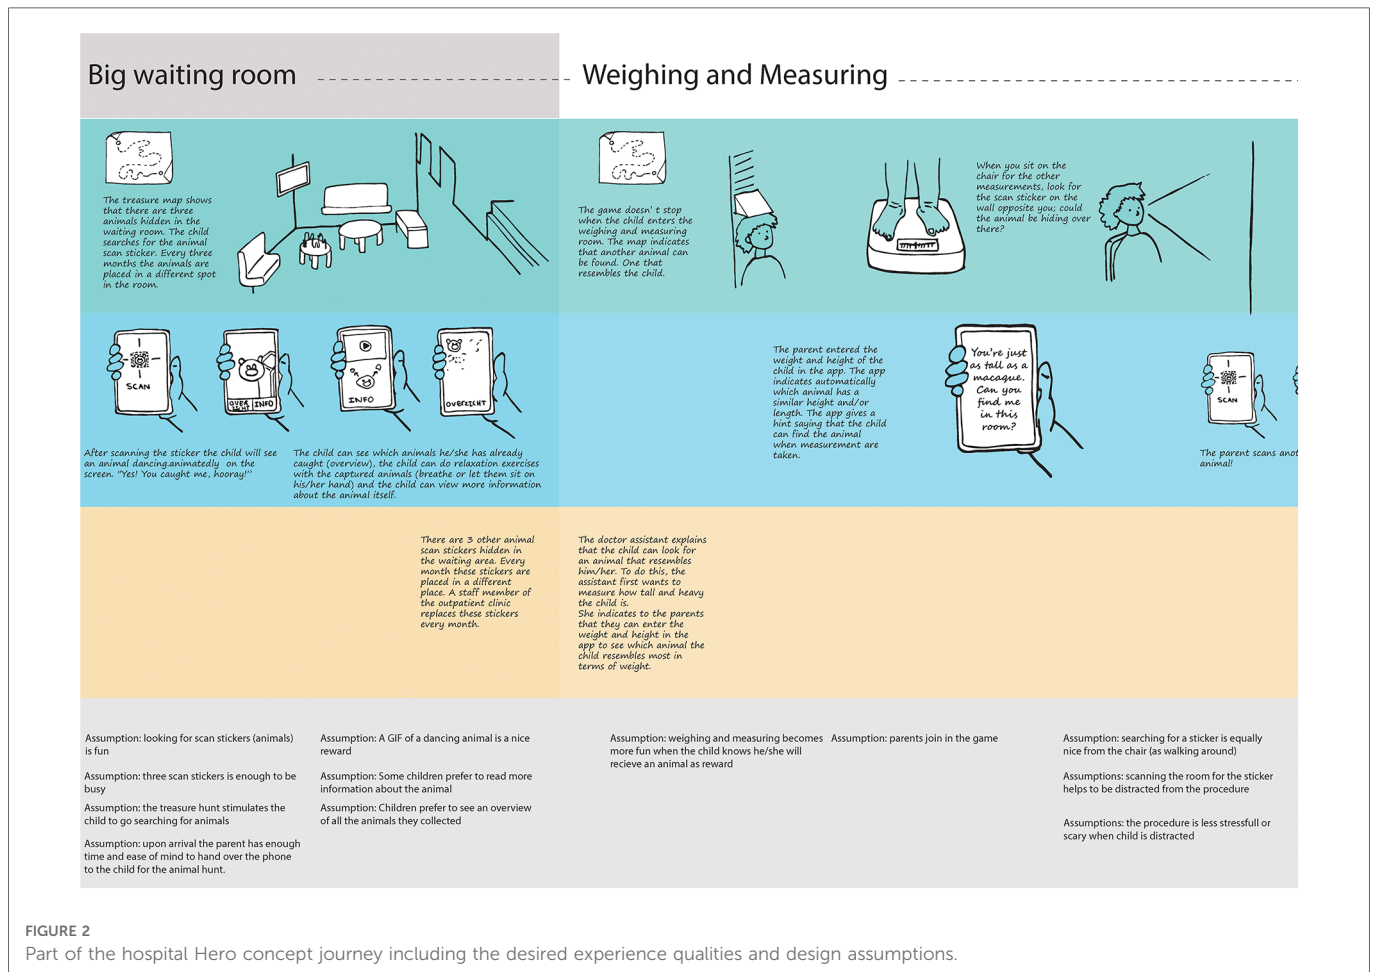 Big waiting room
Weighing and Measuring
The treasure map shows
that there are three
animals hidden in the
waiting room. The child
searches for the animal
scan sticker. Every three
months the animals are
placed in a different spot
in the room.
The game doesn' t stop
when the child enters the
weighing and measuring
room. The map indicates
that another animal can
be found. One that
resembles the child.
When you sit on the
chair for the other
measurements, look for
the scan sticker on the
wall opposite you; could
the animal be hiding over
there?
SCAN
OVER
ZICHT
INFO
INFO
OVERZICHT
After scanning the sticker the child will see
an animal dancing.animatedly on the
screen. "Yes! You caught me, hooray!"
The child can see which animals he/she has already
caught (overview), the child can do relaxation exercises
with the captured animals (breathe or let them sit on
his/her hand) and the child can view more information
about the animal itself.
The parent entered the
weight and height of the
child in the app. The app
indicates automatically
which animal has a
similar height and/or
length. The app gives a
hint saying that the child
can find the animal
when measurement are
taken.
You're just
as tall as a
macaque.
Can you
find me
in this
room?
SCAN
The parent scans anot
animal!
There are 3 other animal
scan stickers hidden in
the waiting area. Every
month these stickers are
placed in a different
place. A staff member of
the outpatient clinic
replaces these stickers
every month.
The doctor assistant explains
that the child can look for
an animal that resembles
him/her. To do this, the
assistant first wants to
measure how tall and heavy
the child is.
She indicates to the parents
that they can enter the
weight and height in the
app to see which animal the
child resembles most in
terms of weight.
Assumption: looking for scan stickers (animals)
is fun
Assumption: three scan stickers is enough to be
busy
Assumption: the treasure hunt stimulates the
child to go searching for animals
Assumption: upon arrival the parent has enough
time and ease of mind to hand over the phone
to the child for the animal hunt.
Assumption: A GIF of a dancing animal is a nice
reward
Assumption: Some children prefer to read more
information about the animal
Assumption: Children prefer to see an overview
of all the animals they collected
Assumption: weighing and measuring becomes
more fun when the child knows he/she will
recieve an animal as reward
Assumption: parents join in the game
Assumption: searching for a sticker is equally
nice from the chair (as walking around)
Assumptions: scanning the room for the sticker
helps to be distracted from the procedure
Assumptions: the procedure is less stressfull or
scary when child is distracted
FIGURE 2
Part of the hospital Hero concept journey including the desired experience qualities and design assumptions.